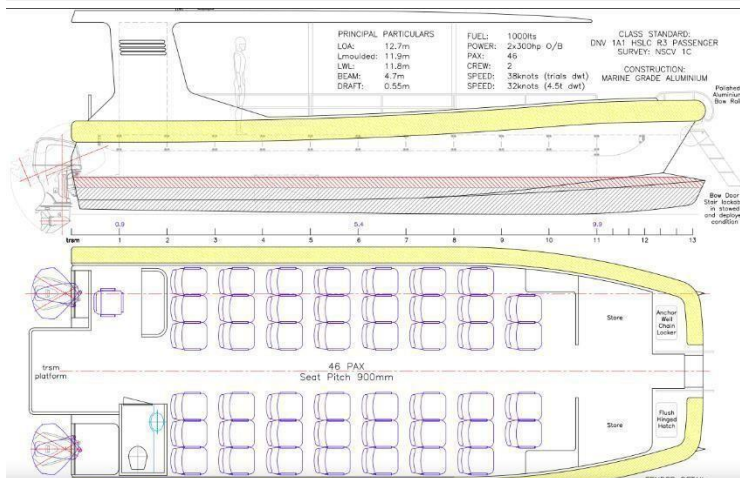 PRINCIPAL PARTICULARS
LOA: 12.7m
Lmoulded: 11.9m
LWL: 11.8m
BEAM: 4.7m
DRAFT: 0.55m
FUEL: 1000lts
POWER: 2x300hp O/B
PAX: 46
CREW: 2
SPEED: 38knots (trials dwt)
SPEED: 32knots (4.5t dwt)
CLASS STANDARD:
DNV 1A1 HSLC R3 PASSENGER
SURVEY: NSCV 1C
CONSTRUCTION:
MARINE GRADE ALUMINIUM
Polished
Aluminium
Bow Rail
Bow Door
Stair lockab
in stowed
and deploye
condition
0.9 5.4 9.9
trsm 1 2 3 4 5 6 7 8 9 10 11 12 13
Store
Anchor
Well
Chain
Locker
trsm
platform
46 PAX
Seat Pitch 900mm
Store
Flush
Hinged
Hatch